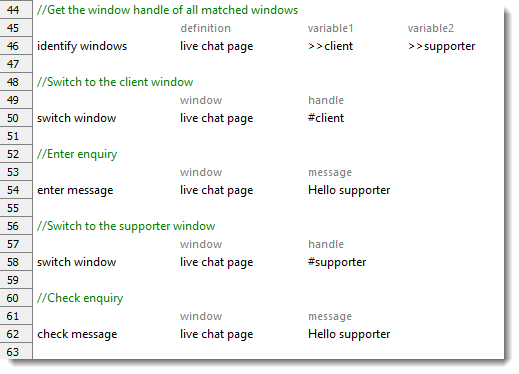 44 //Get the window handle of all matched windows
45 definition variable1 variable2
46 identify windows live chat page >>client >>supporter
47
48 //Switch to the client window
49 window handle
50 switch window live chat page #client
51
52 //Enter enquiry
53 window message
54 enter message live chat page Hello supporter
55
56 //Switch to the supporter window
57 window handle
58 switch window live chat page #supporter
59
60 //Check enquiry
61 window message
62 check message live chat page Hello supporter
63